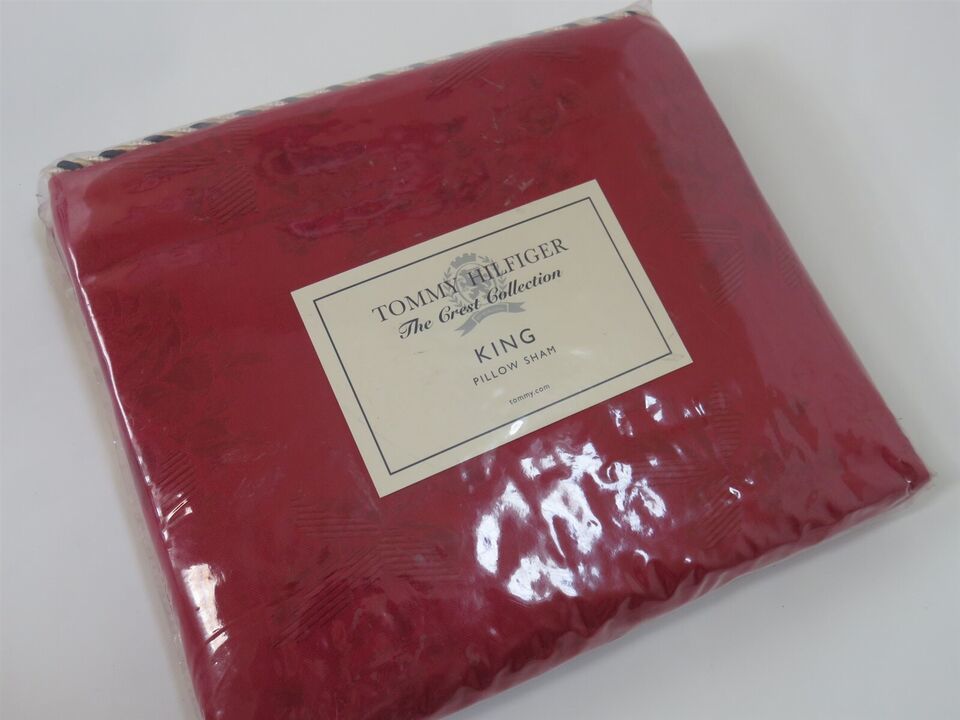 TOMMY HILFIGER
The Crest Collection
KING
PILLOW SHAM
tommy.com